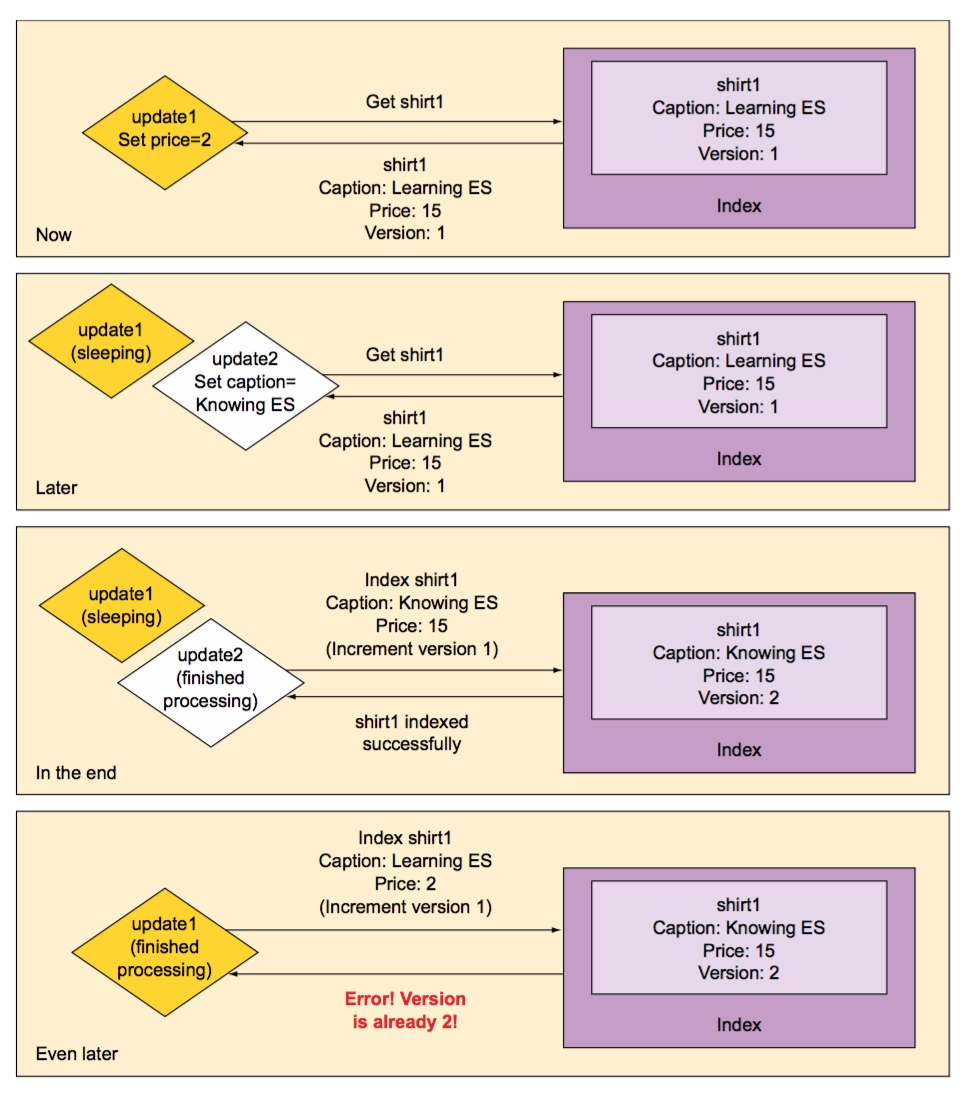 update1
Set price=2
Get shirt1
shirt1
Caption: Learning ES
Price: 15
Version: 1
shirt1
Caption: Learning ES
Price: 15
Version: 1
Index
Now
update1
(sleeping)
update2
Set caption=
Knowing ES
Get shirt1
shirt1
Caption: Learning ES
Price: 15
Version: 1
shirt1
Caption: Learning ES
Price: 15
Version: 1
Index
Later
update1
(sleeping)
update2
(finished
processing)
Index shirt1
Caption: Knowing ES
Price: 15
(Increment version 1)
shirt1 indexed
successfully
shirt1
Caption: Knowing ES
Price: 15
Version: 2
Index
In the end
update1
(finished
processing)
Index shirt1
Caption: Learning ES
Price: 2
(Increment version 1)
Error! Version
is already 2!
shirt1
Caption: Knowing ES
Price: 15
Version: 2
Index
Even later